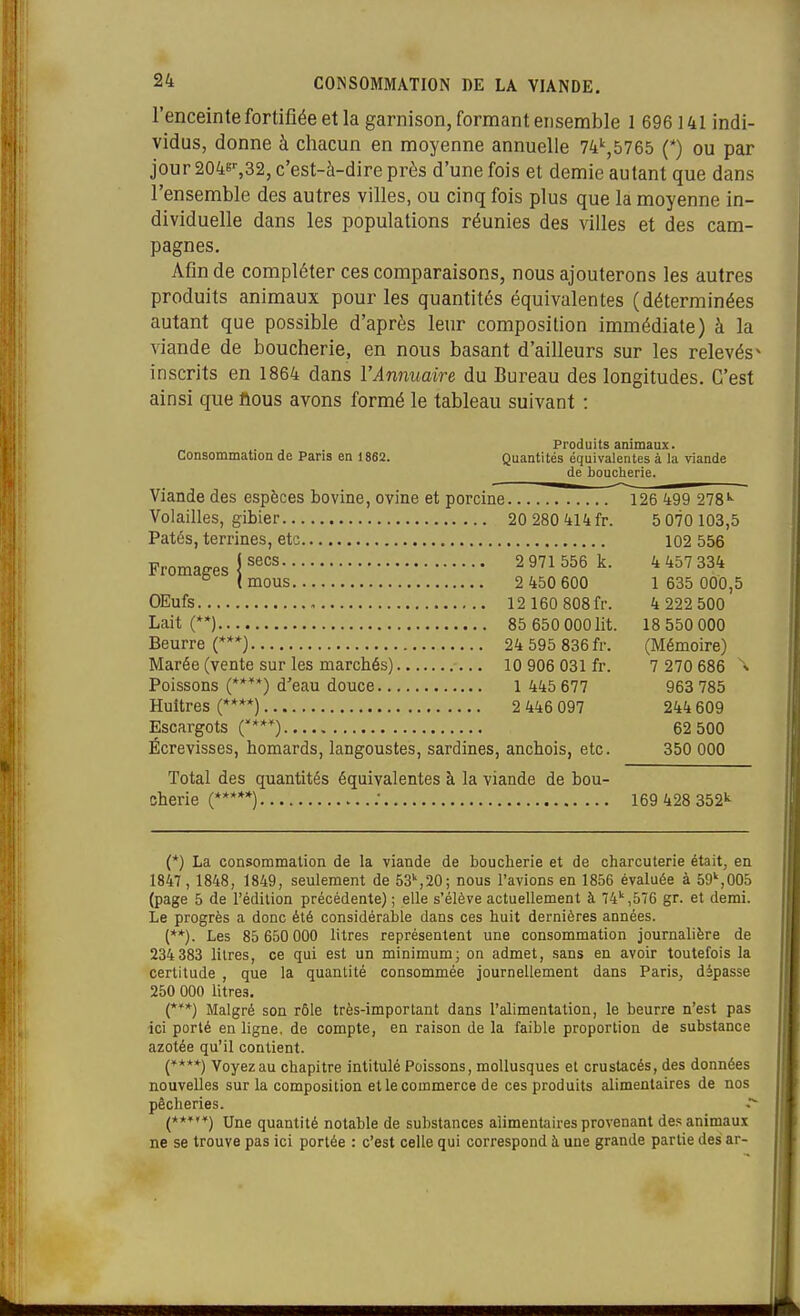 24 CONSOMMATION DE LA VIANDE.
l'enceinte fortifiée et la garnison, formant ensemble 1 696 141 indi-
vidus, donne à chacun en moyenne annuelle 74k,5765 (*) ou par
jour 204gr,32, c'est-à-dire près d'une fois et demie autant que dans
l'ensemble des autres villes, ou cinq fois plus que la moyenne in-
dividuelle dans les populations réunies des villes et des cam-
pagnes.
Afin de compléter ces comparaisons, nous ajouterons les autres
produits animaux pour les quantités équivalentes (déterminées
autant que possible d'après leur composition immédiate) à la
viande de boucherie, en nous basant d'ailleurs sur les relevés
inscrits en 1864 dans l'Annuaire du Bureau des longitudes. C'est
ainsi que nous avons formé le tableau suivant :
Consommation de Paris en 1862. Produits animaux.
Quantités équivalentes à la viande
de boucherie.
Viande des espèces bovine, ovine et porcine............ 126 499 278k
Volailles, gibier........................ 20 280 414 fr. 5 070 103,5
Patés, terrines, etc........................ 102 556
Fromages { secs........................ 2 971 556 k. 4 457 334
{ mous........................ 2 450 600 1 635 000,5
Œufs........................ 12 160 808 fr. 4 222 500
Lait (**)........................ 85 650 000 lit. 18 550 000
Beurre (***)........................ 24 595 836 fr. (Mémoire)
Marée (vente sur les marchés)............ 10 906 031 fr. 7 270 686
Poissons (****) d'eau douce............ 1 445 677 963 785
Huîtres (****)........................ 2 446 097 244 609
Escargots (****)........................ 62 500
Écrevisses, homards, langoustes, sardines, anchois, etc. 350 000
Total des quantités équivalentes à la viande de bou-
cherie (*****)........................ 169 428 352k
(*) La consommation de la viande de boucherie et de charcuterie était, en
1847, 1848, 1849, seulement de 53k,20; nous l'avions en 1856 évaluée à 59k,005
(page 5 de l'édition précédente); elle s'élève actuellement à 74k,576 gr. et demi.
Le progrès a donc été considérable dans ces huit dernières années.
(**). Les 85 650 000 litres représentent une consommation journalière de
234 383 litres, ce qui est un minimum; on admet, sans en avoir toutefois la
certitude , que la quantité consommée journellement dans Paris, dépasse
250 000 litres.
(***) Malgré son rôle très-important dans l'alimentation, le beurre n'est pas
ici porté en ligne, de compte, en raison de la faible proportion de substance
azotée qu'il contient.
(****) Voyez au chapitre intitulé Poissons, mollusques et crustacés, des données
nouvelles sur la composition et le commerce de ces produits alimentaires de nos
pêcheries.
(*****) Une quantité notable de substances alimentaires provenant des animaux
ne se trouve pas ici portée : c'est celle qui correspond à une grande partie des ar-